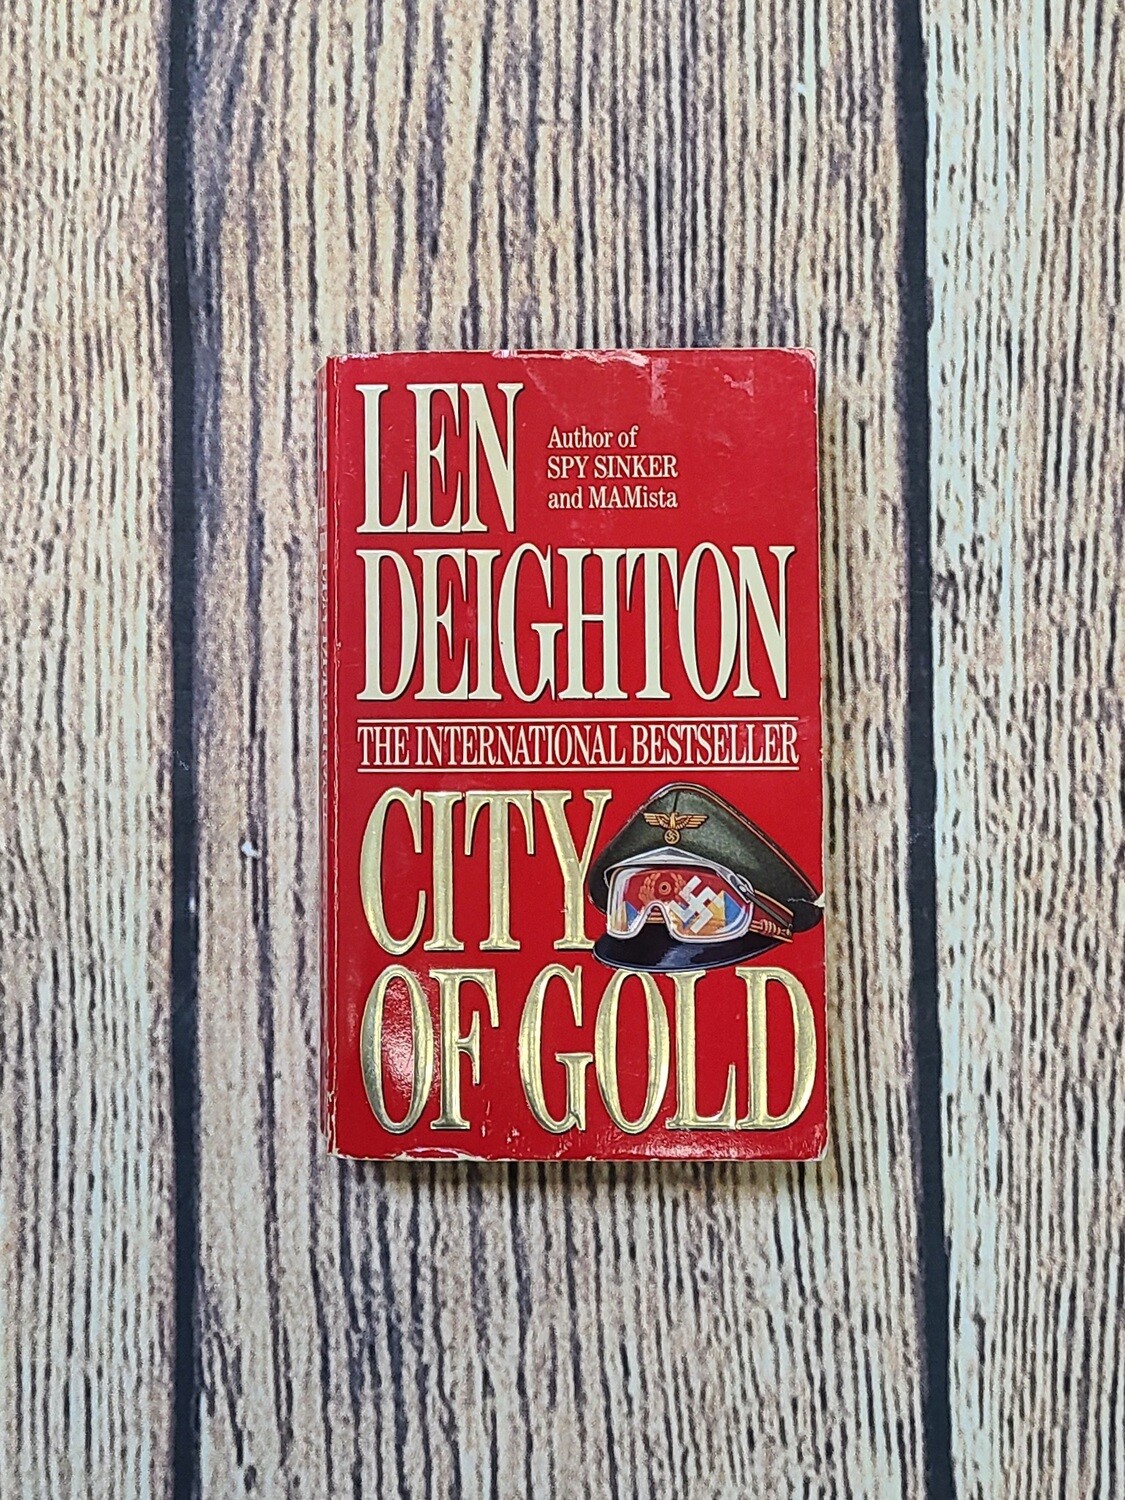 LEN
Author of
SPY SINKER
and MAMista
DEIGHTON
THE INTERNATIONAL BESTSELLER
CITY
OF GOLD